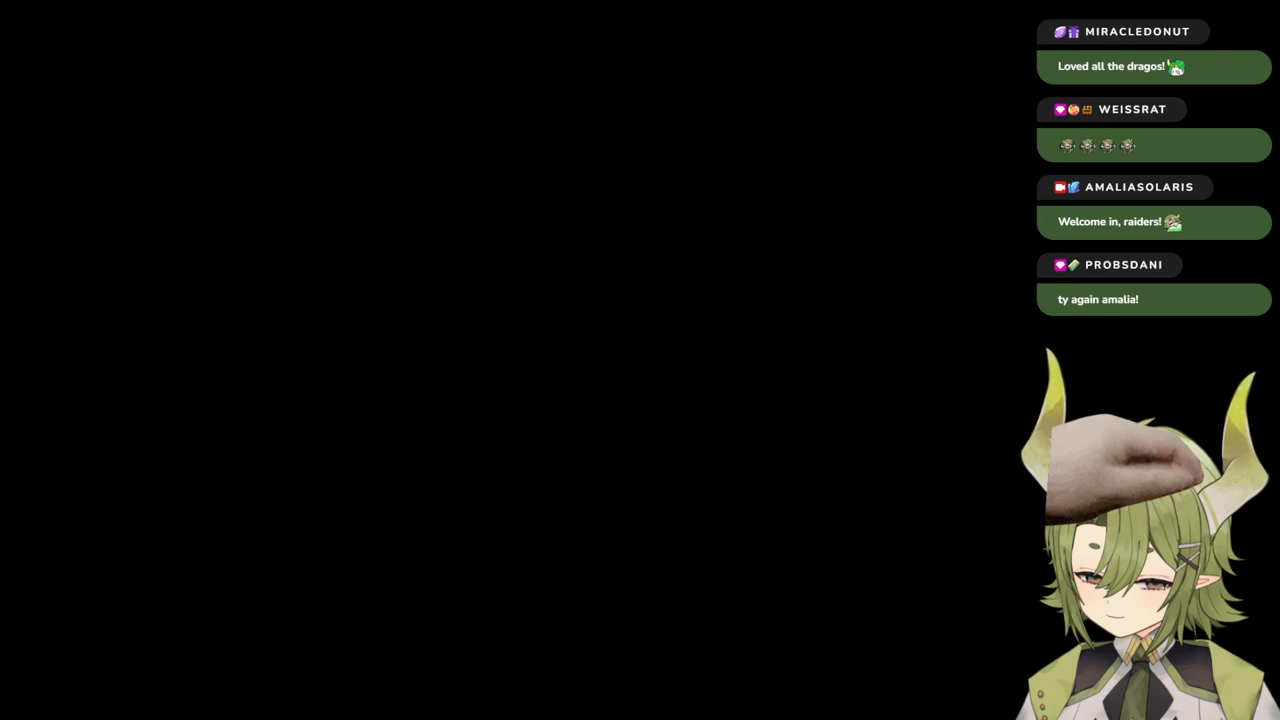 MIRACLEDONUT
Loved all the dragos!
WEISSRAT
AMALIASOLARIS
Welcome in, raiders!
PROBSDANI
ty again amalia!